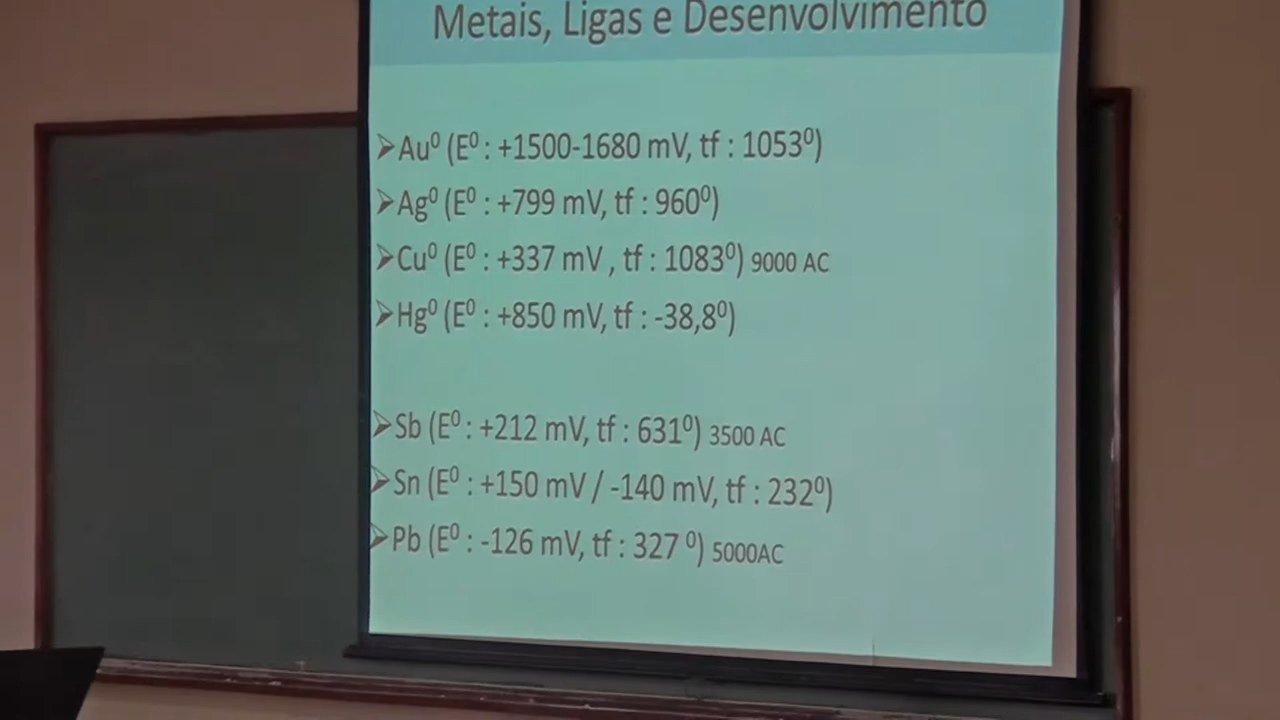 Metais, Ligas e Desenvolvimento
➢Au⁰ (E⁰ : +1500-1680 mV, tf : 1053⁰)
➢Ag⁰ (E⁰ : +799 mV, tf : 960⁰)
➢Cu⁰ (E⁰ : +337 mV , tf : 1083⁰) 9000 AC
➢Hg⁰ (E⁰ : +850 mV, tf : -38,8⁰)
➢Sb (E⁰ : +212 mV, tf : 631⁰) 3500 AC
➢Sn (E⁰ : +150 mV / -140 mV, tf : 232⁰)
➢Pb (E⁰ : -126 mV, tf : 327 ⁰) 5000AC